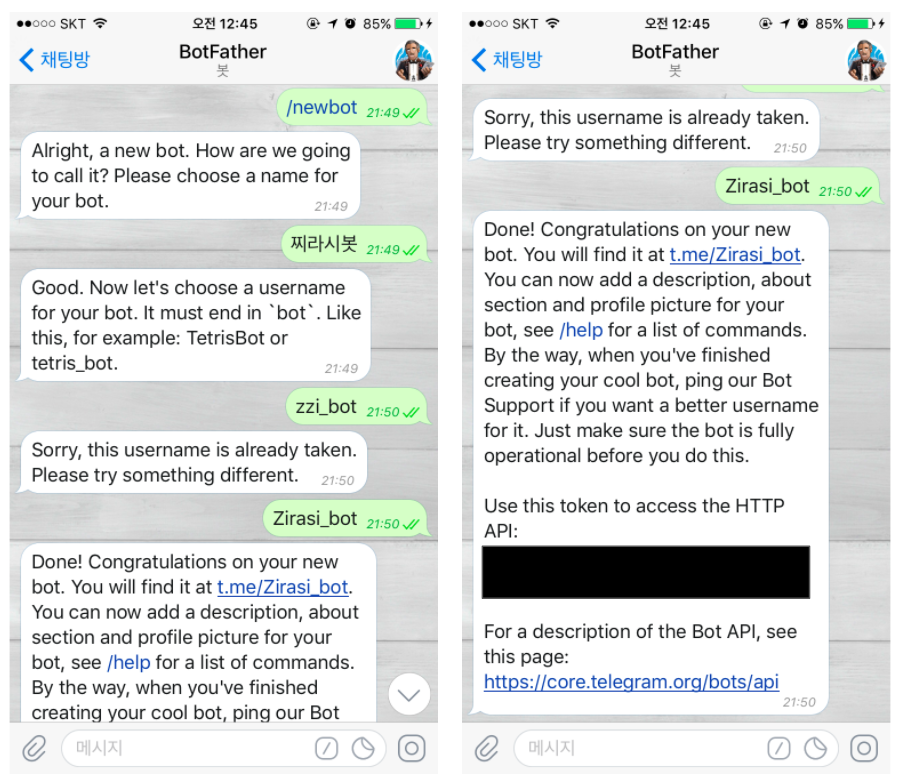 SKT 오전 12:45 85%
채팅방 BotFather
봇
/newbot 21:49
Alright, a new bot. How are we going
to call it? Please choose a name for
your bot. 21:49
찌라시봇 21:49
Good. Now let's choose a username
for your bot. It must end in `bot`. Like
this, for example: TetrisBot or
tetris_bot. 21:49
zzi_bot 21:50
Sorry, this username is already taken.
Please try something different. 21:50
Zirasi_bot 21:50
Done! Congratulations on your new
bot. You will find it at t.me/Zirasi_bot.
You can now add a description, about
section and profile picture for your
bot, see /help for a list of commands.
By the way, when you've finished
creating your cool bot, ping our Bot
메시지
SKT 오전 12:45 85%
채팅방 BotFather
봇
Sorry, this username is already taken.
Please try something different. 21:50
Zirasi_bot 21:50
Done! Congratulations on your new
bot. You will find it at t.me/Zirasi_bot.
You can now add a description, about
section and profile picture for your
bot, see /help for a list of commands.
By the way, when you've finished
creating your cool bot, ping our Bot
Support if you want a better username
for it. Just make sure the bot is fully
operational before you do this.
Use this token to access the HTTP
API:
For a description of the Bot API, see
this page:
https://core.telegram.org/bots/api
21:50
메시지